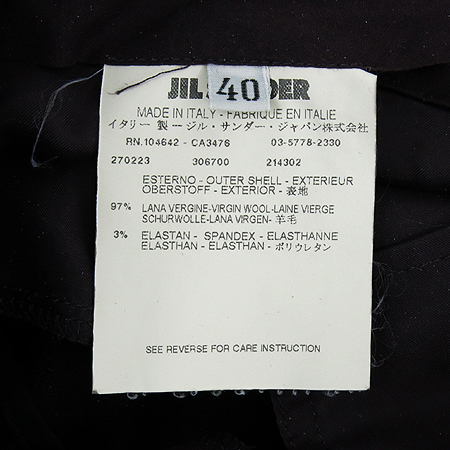 JIL S DER
40
MADE IN ITALY - FABRIQUE EN ITALIE
イタリー 製 ージル・サンダー・ジャパン株式会社
RN.104642 - CA3476 03-5778-2330
270223 306700 214302
ESTERNO - OUTER SHELL - EXTERIEUR
OBERSTOFF - EXTERIOR - 表地
97% LANA VERGINE-VIRGIN WOOL-LAINE VIERGE
SCHURWOLLE-LANA VIRGEN- 羊毛
3% ELASTAN - SPANDEX - ELASTHANNE
ELASTHAN - ELASTHAN - ポリウレタン
SEE REVERSE FOR CARE INSTRUCTION